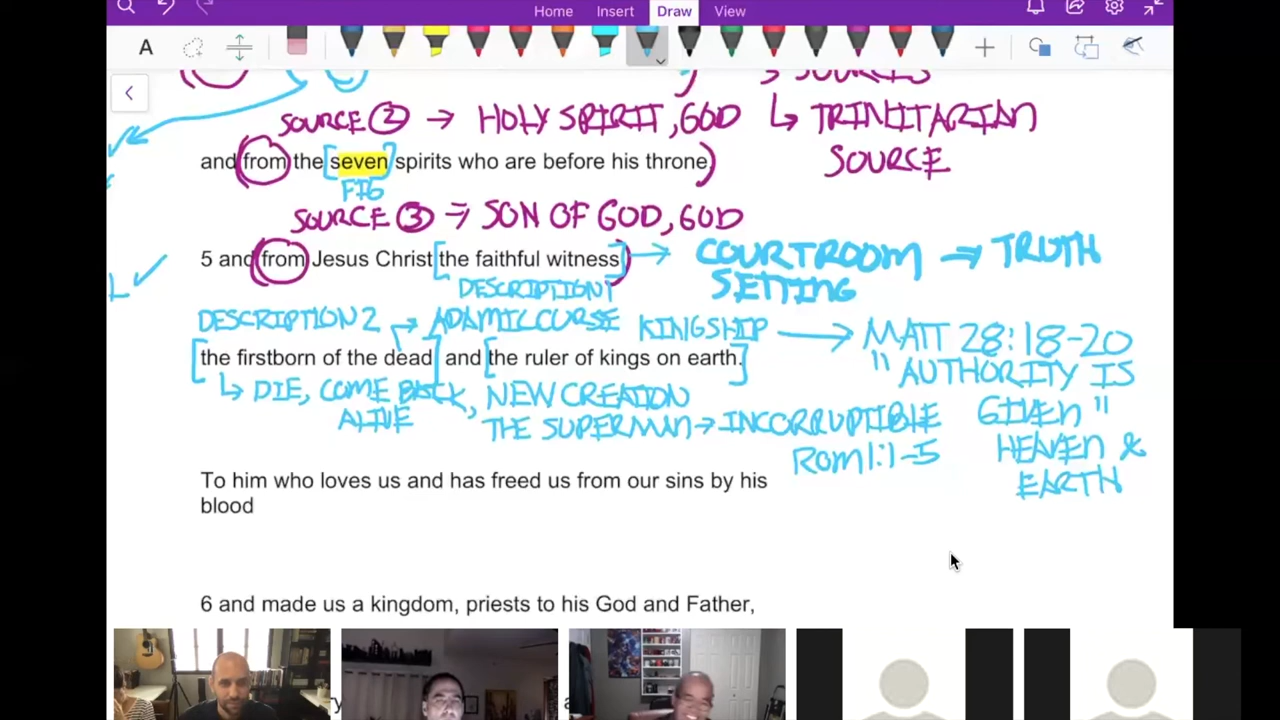 Home Insert Draw View
A
SOURCE ② → HOLY SPIRIT, GOD ↳ TRINITARIAN
SOURCE
and from the seven spirits who are before his throne,
FIG
SOURCE ③ SON OF GOD, GOD
5 and from Jesus Christ the faithful witness → COURTROOM → TRUTH
SETTING
DESCRIPTION 1
DESCRIPTION 2 → ADAMIC CURSE KINGSHIP → MATT 28:18-20
the firstborn of the dead, and the ruler of kings on earth.
"AUTHORITY IS
GIVEN"
HEAVEN &
EARTH
↳ DIE, COME BACK, NEW CREATION
ALIVE THE SUPERMAN → INCORRUPTIBLE
Rom 1:1-5
To him who loves us and has freed us from our sins by his
blood
6 and made us a kingdom, priests to his God and Father,